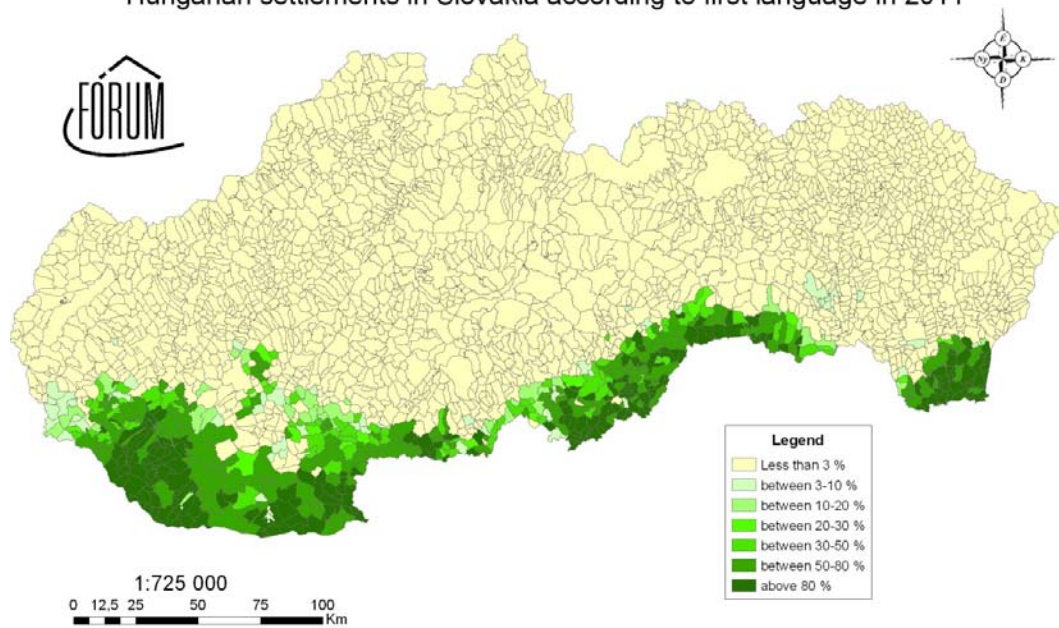 Hungarian settlements in Slovakia according to first language in 2011
FÓRUM
É
Ny K
D
Legend
Less than 3 %
between 3-10 %
between 10-20 %
between 20-30 %
between 30-50 %
between 50-80 %
above 80 %
1:725 000
0 12,5 25 50 75 100
Km